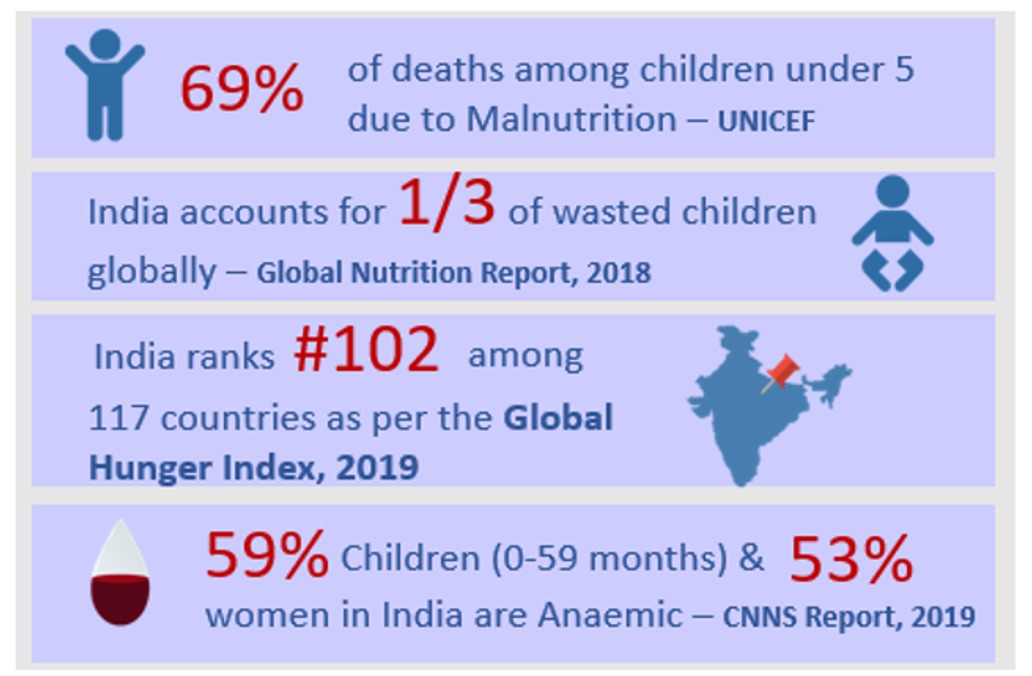 69% of deaths among children under 5
due to Malnutrition – UNICEF
India accounts for 1/3 of wasted children
globally – Global Nutrition Report, 2018
India ranks #102 among
117 countries as per the Global
Hunger Index, 2019
59% Children (0-59 months) & 53%
women in India are Anaemic – CNNS Report, 2019